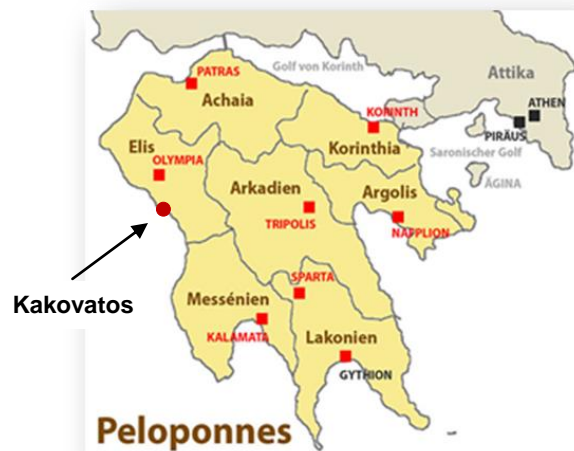 PATRAS
Golf von Korinth
Attika
Achaia
KORINTH
ATHEN
PIRÄUS
Elis
Korinthia
Saronischer Golf
OLYMPIA
Arkadien
Argolis
ÄGINA
TRIPOLIS
NAFPLION
Kakovatos
SPARTA
Messénien
KALAMATA
Lakonien
GYTHION
Peloponnes